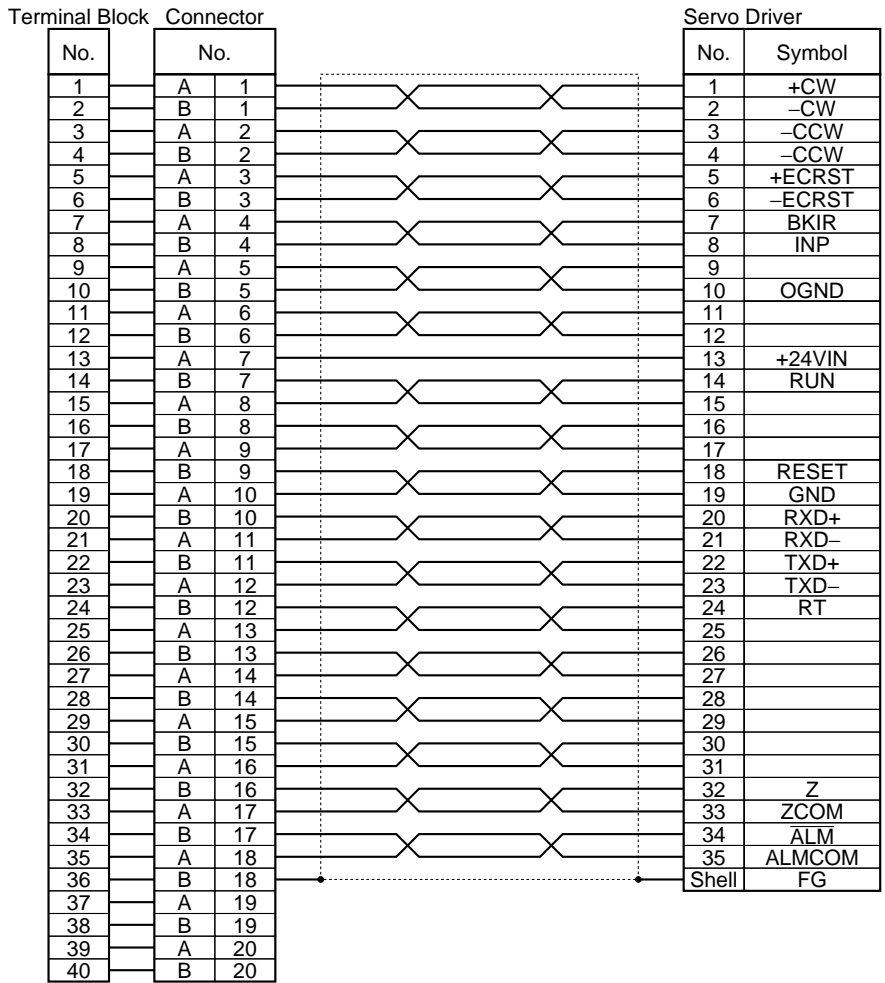 Terminal Block Connector Servo Driver
No. No. No. Symbol
1 A 1 1 +CW
2 B 1 2 −CW
3 A 2 3 −CCW
4 B 2 4 −CCW
5 A 3 5 +ECRST
6 B 3 6 −ECRST
7 A 4 7 BKIR
8 B 4 8 INP
9 A 5 9
10 B 5 10 OGND
11 A 6 11
12 B 6 12
13 A 7 13 +24VIN
14 B 7 14 RUN
15 A 8 15
16 B 8 16
17 A 9 17
18 B 9 18 RESET
19 A 10 19 GND
20 B 10 20 RXD+
21 A 11 21 RXD−
22 B 11 22 TXD+
23 A 12 23 TXD−
24 B 12 24 RT
25 A 13 25
26 B 13 26
27 A 14 27
28 B 14 28
29 A 15 29
30 B 15 30
31 A 16 31
32 B 16 32 Z
33 A 17 33 ZCOM
34 B 17 34 A̅L̅M̅
35 A 18 35 ALMCOM
36 B 18 Shell FG
37 A 19
38 B 19
39 A 20
40 B 20